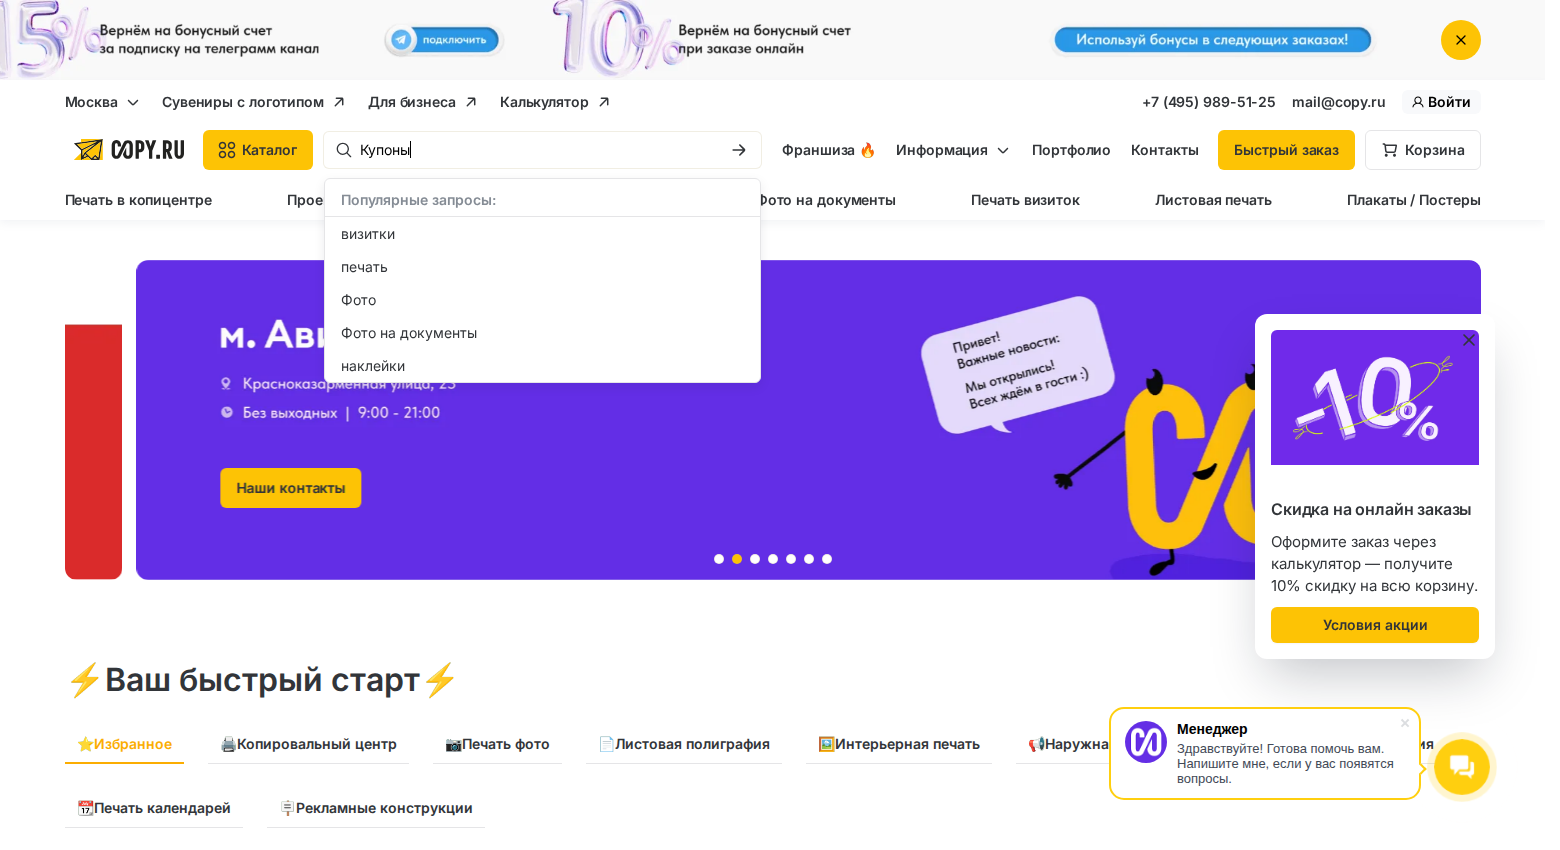 15%
Вернём на бонусный счет
за подписку на телеграмм канал
подключить
10%
Вернём на бонусный счет
при заказе онлайн
Используй бонусы в следующих заказах!
Москва
Сувениры с логотипом
Для бизнеса
Калькулятор
+7 (495) 989-51-25
mail@copy.ru
Войти
COPY.RU
Каталог
Купоны
Франшиза 🔥
Информация
Портфолио
Контакты
Быстрый заказ
Корзина
Печать в копицентре
Фото на документы
Печать визиток
Листовая печать
Плакаты / Постеры
Популярные запросы:
визитки
печать
Фото
Фото на документы
наклейки
Краснокázарменная улица, 23
Без выходных | 9:00 - 21:00
Наши контакты
Привет!
Важные новости:
Мы открылись!
Всех ждём в гости :)
-10%
Скидка на онлайн заказы
Оформите заказ через
калькулятор — получите
10% скидку на всю корзину.
Условия акции
⚡Ваш быстрый старт⚡
⭐Избранное
🖨️Копировальный центр
📷Печать фото
📄Листовая полиграфия
🖼️Интерьерная печать
📆Печать календарей
🪧Рекламные конструкции
Менеджер
Здравствуйте! Готова помочь вам.
Напишите мне, если у вас появятся
вопросы.